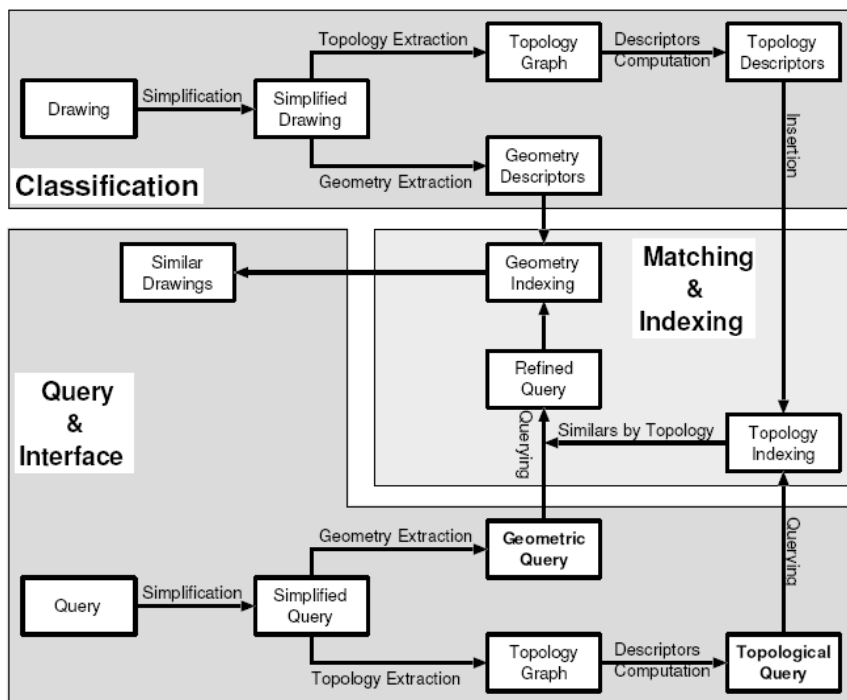 Topology Extraction
Topology
Graph
Descriptors
Computation
Topology
Descriptors
Drawing
Simplification
Simplified
Drawing
Geometry Extraction
Geometry
Descriptors
Insertion
Classification
Similar
Drawings
Geometry
Indexing
Matching
&
Indexing
Refined
Query
Query
&
Interface
Querying
Similars by Topology
Topology
Indexing
Geometry Extraction
Geometric
Query
Querying
Query
Simplification
Simplified
Query
Topology Extraction
Topology
Graph
Descriptors
Computation
Topological
Query